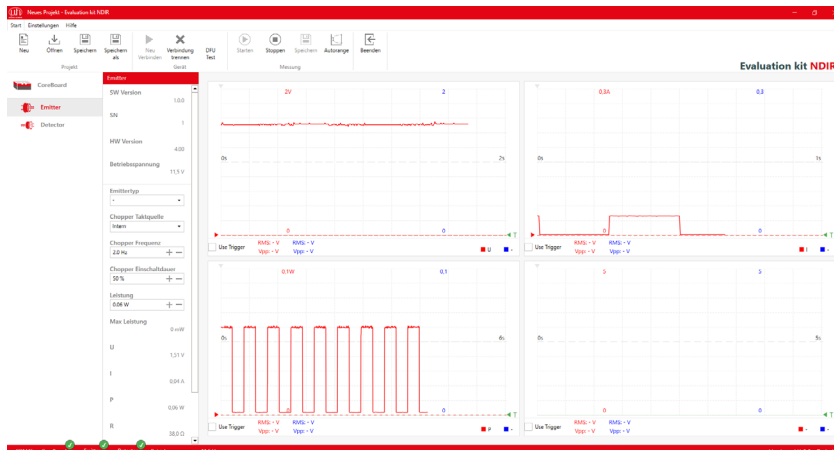 Neues Projekt - Evaluation kit NDIR
Start Einstellungen Hilfe
Neu Öffnen Speichern Speichern als Neu Verbinden Verbindung trennen DFU Test Starten Stoppen Speichern Autorange Beenden
Projekt Gerät Messung
Evaluation kit NDIR
CoreBoard
Emitter
Detector
Emitter
SW Version
1.0.0
SN
1
HW Version
4.00
Betriebsspannung
11,9 V
Emittertyp
-
Chopper Taktquelle
Intern
Chopper Frequenz
2.0 Hz
Chopper Einschaltdauer
50 %
Leistung
0.06 W
Max Leistung
0 mW
U
1,51 V
I
0,04 A
P
0,06 W
R
38,0 Ω
2V 2
0s 2s
0 0
T
Use Trigger RMS: - V RMS: - V
Vpp: - V Vpp: - V
U -
0,3A 0,3
0s 1s
0 0
T
Use Trigger RMS: - V RMS: - V
Vpp: - V Vpp: - V
I -
0,1W 0,1
0s 6s
0 0
T
Use Trigger RMS: - V RMS: - V
Vpp: - V Vpp: - V
P -
5 5
0s 5s
0 0
T
Use Trigger RMS: - V RMS: - V
Vpp: - V Vpp: - V
- -